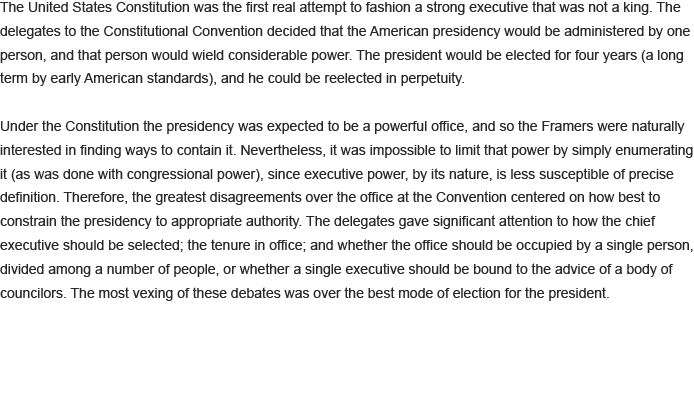 The United States Constitution was the first real attempt to fashion a strong executive that was not a king. The
delegates to the Constitutional Convention decided that the American presidency would be administered by one
person, and that person would wield considerable power. The president would be elected for four years (a long
term by early American standards), and he could be reelected in perpetuity.

Under the Constitution the presidency was expected to be a powerful office, and so the Framers were naturally
interested in finding ways to contain it. Nevertheless, it was impossible to limit that power by simply enumerating
it (as was done with congressional power), since executive power, by its nature, is less susceptible of precise
definition. Therefore, the greatest disagreements over the office at the Convention centered on how best to
constrain the presidency to appropriate authority. The delegates gave significant attention to how the chief
executive should be selected; the tenure in office; and whether the office should be occupied by a single person,
divided among a number of people, or whether a single executive should be bound to the advice of a body of
councilors. The most vexing of these debates was over the best mode of election for the president.